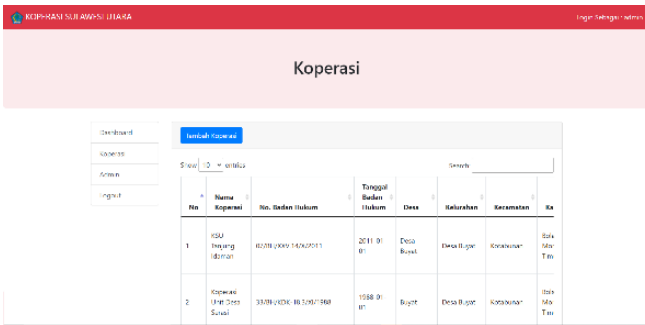 KOPERASI SULAWESI UTARA
Login Sebagai : admin
Koperasi
Dashboard
Koperasi
Admin
Logout
Tambah Koperasi
Show 10 entries
Search:
No
Nama Koperasi
No. Badan Hukum
Tanggal Badan Hukum
Desa
Kelurahan
Kecamatan
Ka
1
KSU Tanjung Idaman
2011-01-01
Desa Buyat
Desa Buyat
Kotabunan
2
Koperasi Unit Desa
1988-01-01
Buyat
Desa Buyat
Kotabunan